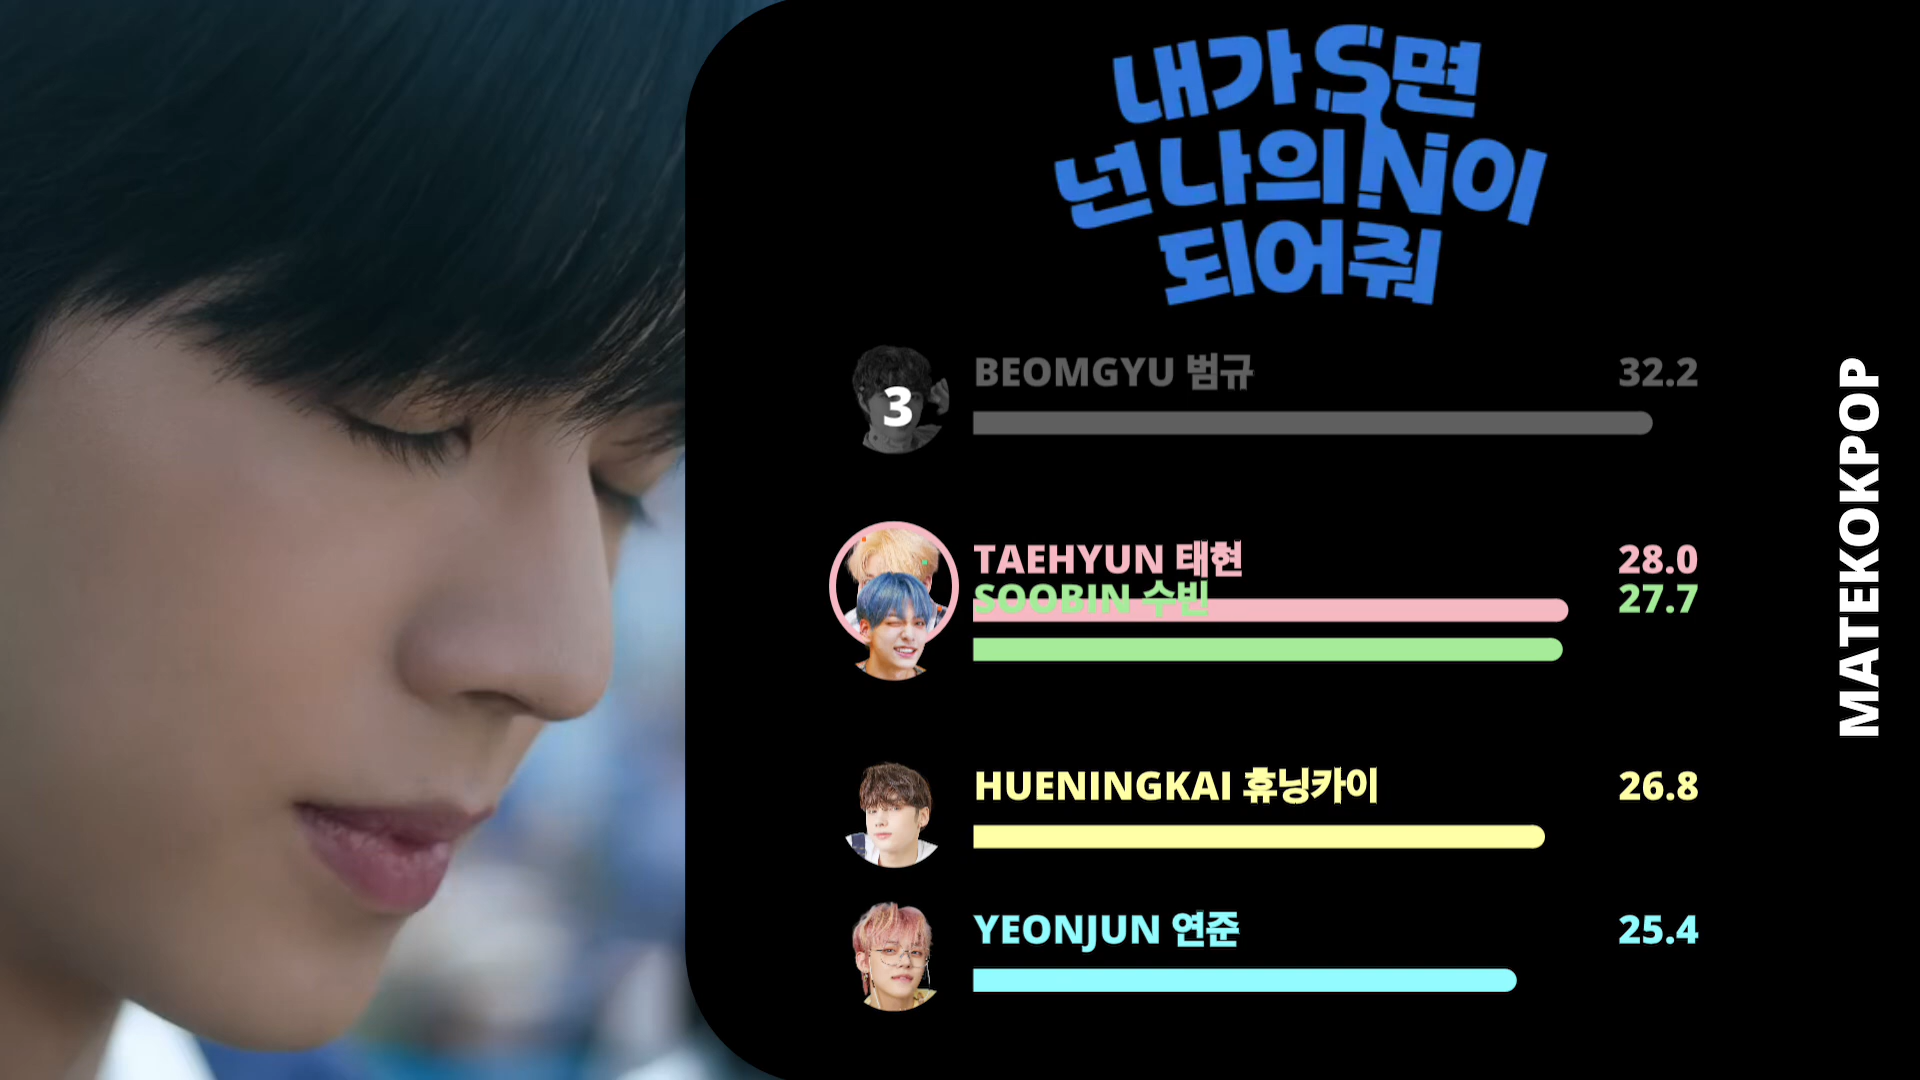 내가 S면
넌 나의 N이
되어줘
BEOMGYU 범규 32.2
3
TAEHYUN 태현 28.0
SOOBIN 수빈 27.7
HUENINGKAI 휴닝카이 26.8
YEONJUN 연준 25.4
MATEKOKPOP